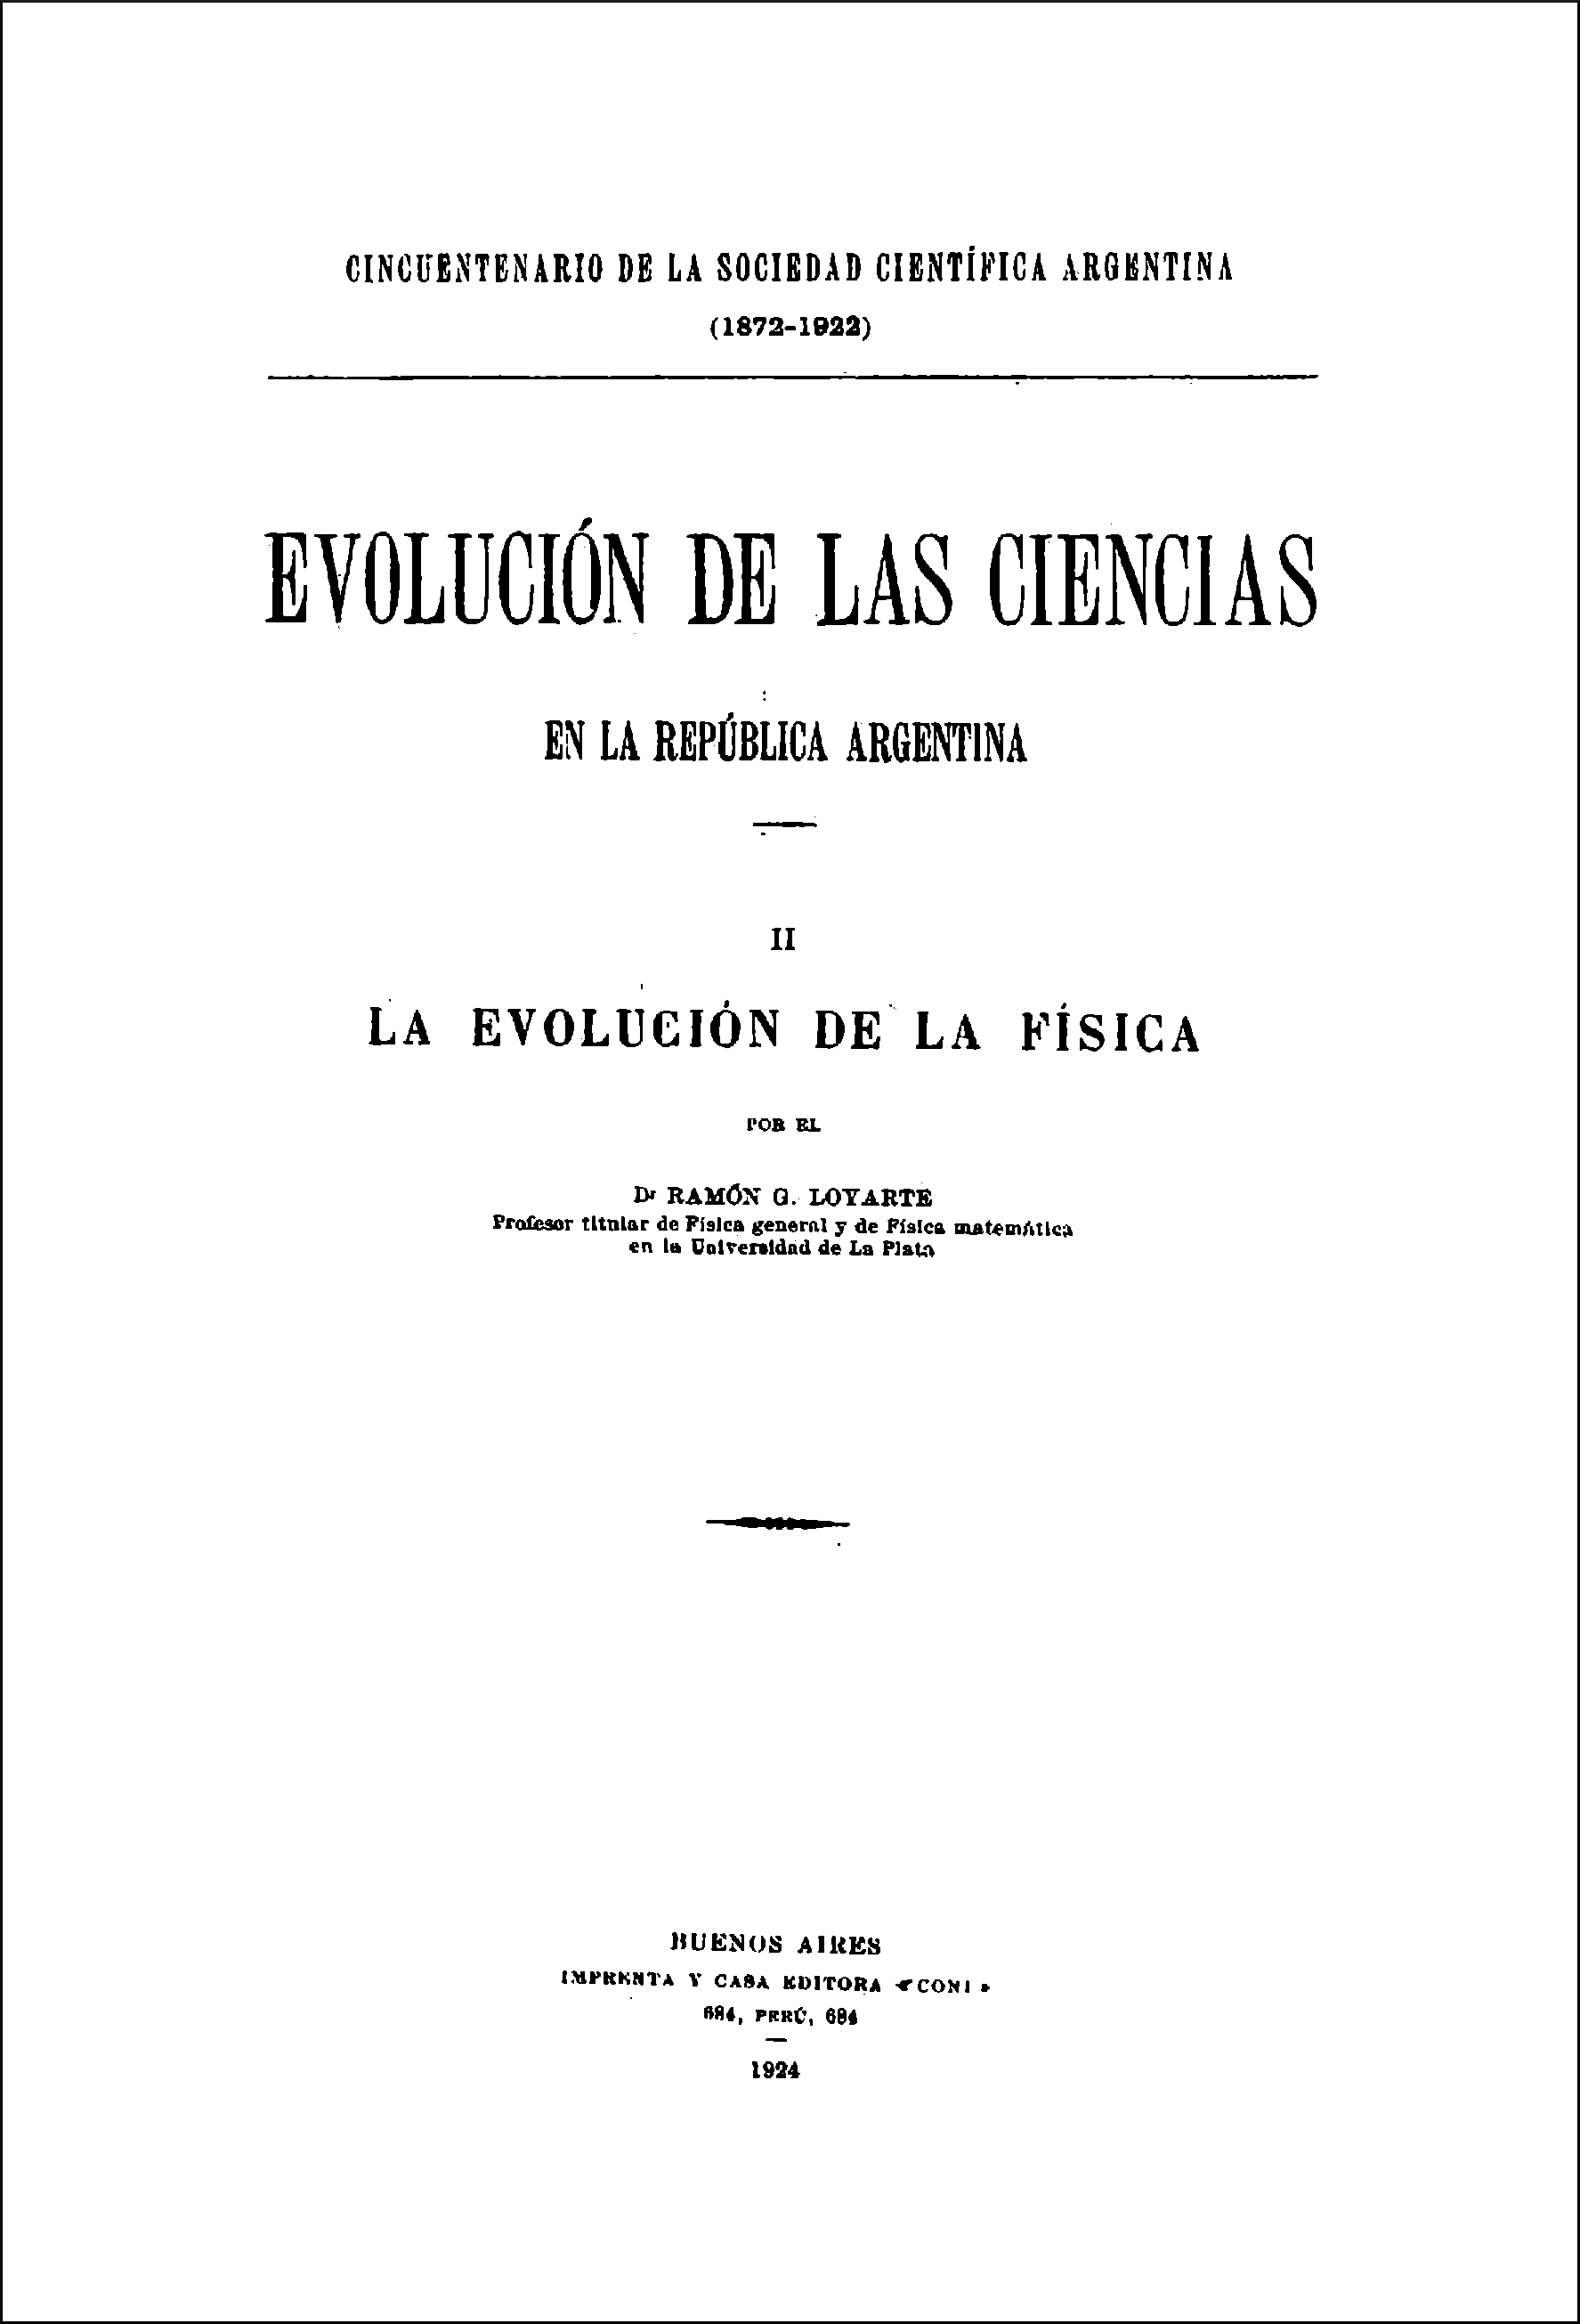 CINCUENTENARIO DE LA SOCIEDAD CIENTÍFICA ARGENTINA
(1872-1922)
EVOLUCIÓN DE LAS CIENCIAS
EN LA REPÚBLICA ARGENTINA
II
LA EVOLUCIÓN DE LA FÍSICA
POR EL
Dr RAMÓN G. LOYARTE
Profesor titular de Física general y de Física matemática
en la Universidad de La Plata
BUENOS AIRES
IMPRENTA Y CASA EDITORA «CONI»
684, PERÚ, 684
1924